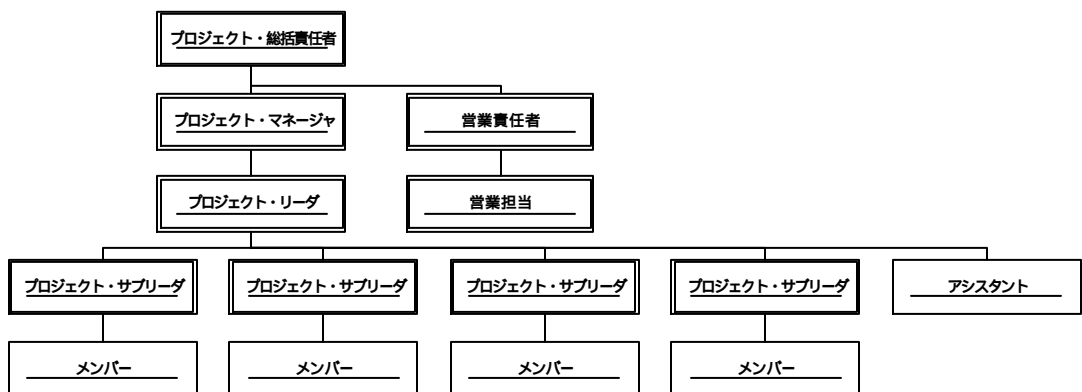 プロジェクト・総括責任者
プロジェクト・マネージャ
営業責任者
プロジェクト・リーダ
営業担当
プロジェクト・サブリーダ
プロジェクト・サブリーダ
プロジェクト・サブリーダ
プロジェクト・サブリーダ
アシスタント
メンバー
メンバー
メンバー
メンバー